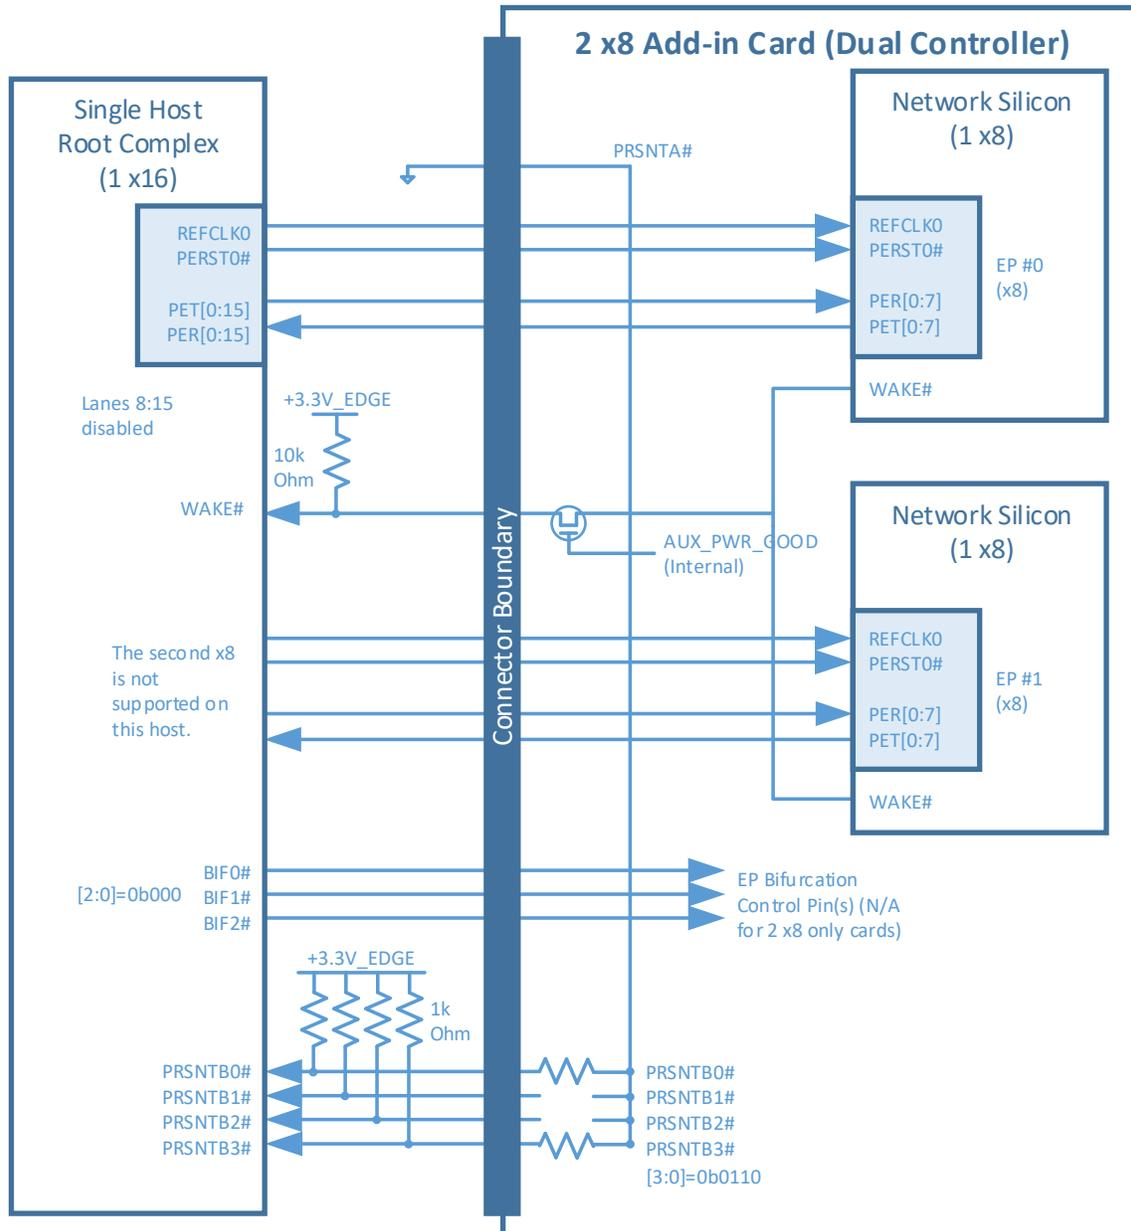 2 x8 Add-in Card (Dual Controller)
Single Host
Root Complex
(1 x16)
REFCLK0
PERST0#
PET[0:15]
PER[0:15]
Lanes 8:15
disabled
+3.3V_EDGE
10k
Ohm
WAKE#
The second x8
is not
supported on
this host.
[2:0]=0b000
BIF0#
BIF1#
BIF2#
+3.3V_EDGE
1k
Ohm
PRSNTB0#
PRSNTB1#
PRSNTB2#
PRSNTB3#
Connector Boundary
PRSNTA#
Network Silicon
(1 x8)
REFCLK0
PERST0#
PER[0:7]
PET[0:7]
EP #0
(x8)
WAKE#
AUX_PWR_GOOD
(Internal)
Network Silicon
(1 x8)
REFCLK0
PERST0#
PER[0:7]
PET[0:7]
EP #1
(x8)
WAKE#
EP Bifurcation
Control Pin(s) (N/A
for 2 x8 only cards)
PRSNTB0#
PRSNTB1#
PRSNTB2#
PRSNTB3#
[3:0]=0b0110